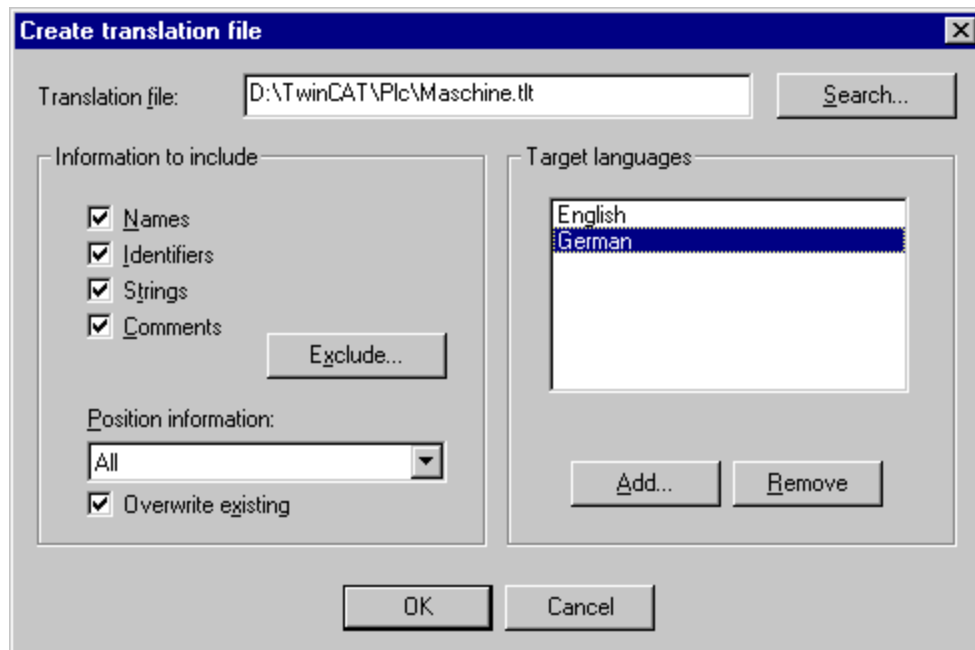 Create translation file
Translation file:
D:\TwinCAT\Plc\Maschine.tlt
Search...
Information to include
Names
Identifiers
Strings
Comments
Exclude...
Position information:
All
Overwrite existing
Target languages
English
German
Add...
Remove
OK
Cancel